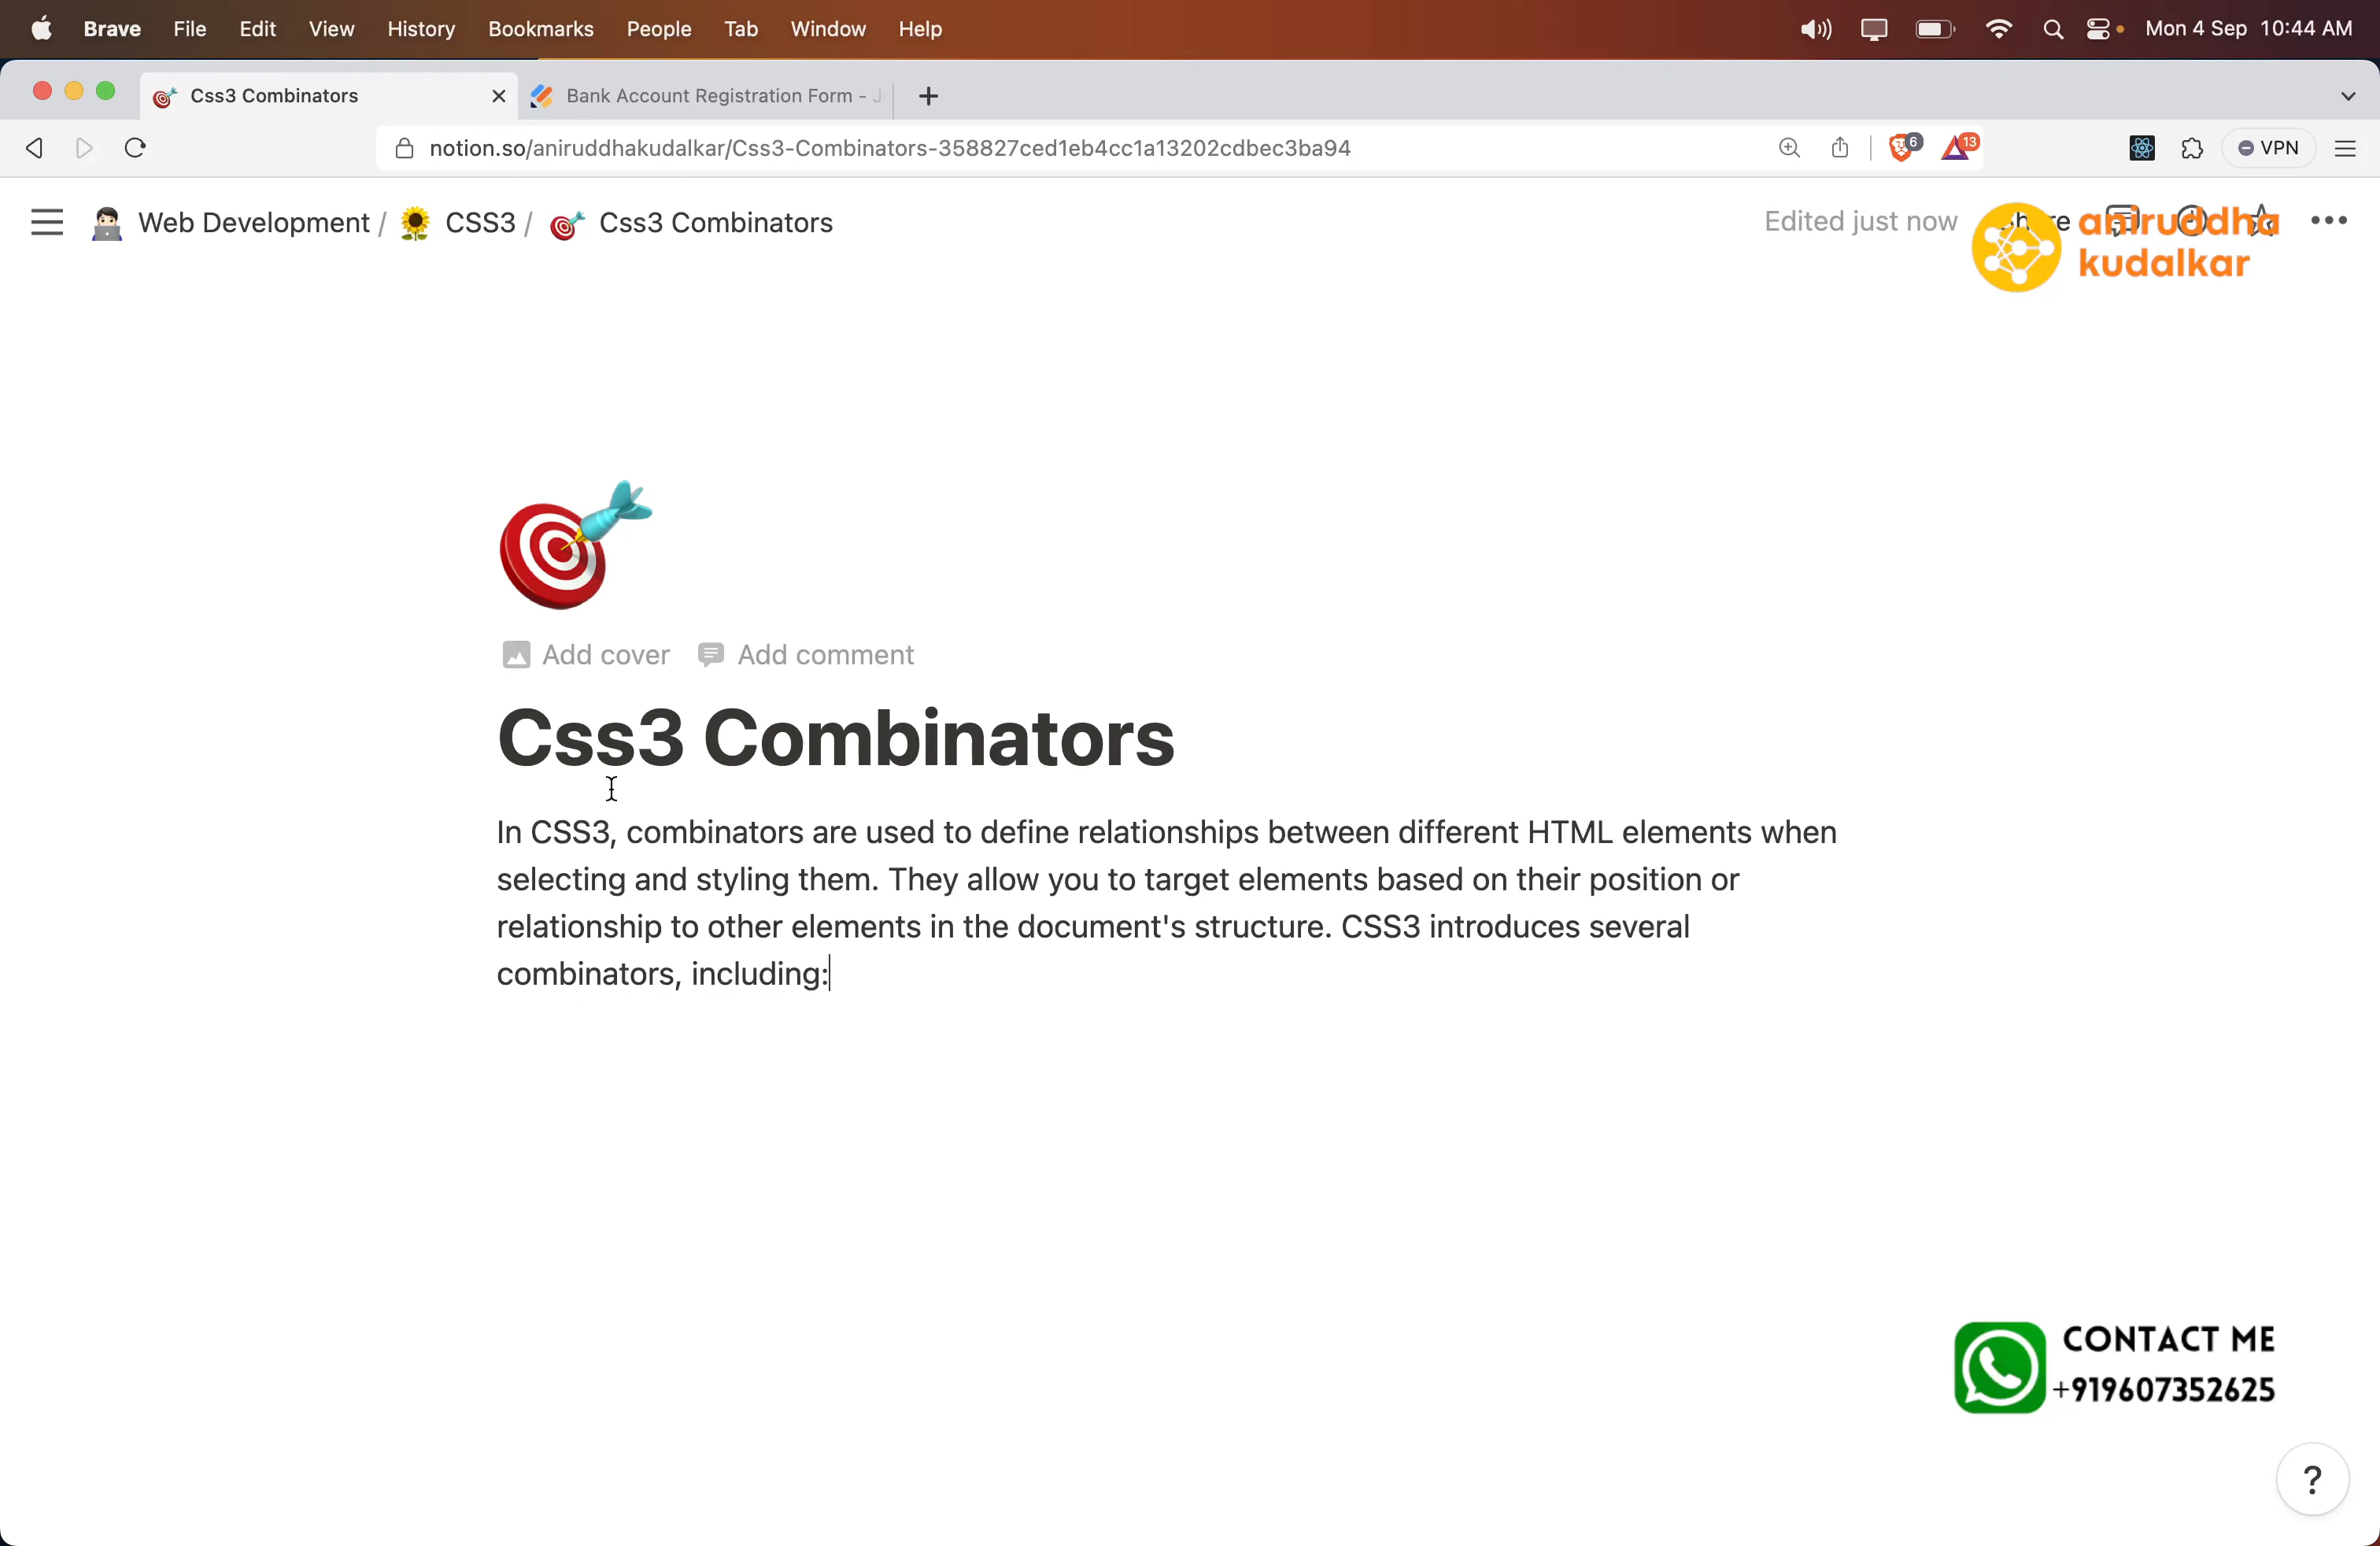 Brave File Edit View History Bookmarks People Tab Window Help Mon 4 Sep 10:44 AM
Css3 Combinators Bank Account Registration Form - J
notion.so/aniruddhakudalkar/Css3-Combinators-358827ced1eb4cc1a13202cdbec3ba94 6 13 VPN
Web Development / CSS3 / Css3 Combinators Edited just now Share
aniruddha
kudalkar
Add cover Add comment
Css3 Combinators
In CSS3, combinators are used to define relationships between different HTML elements when
selecting and styling them. They allow you to target elements based on their position or
relationship to other elements in the document's structure. CSS3 introduces several
combinators, including:
CONTACT ME
+919607352625
?